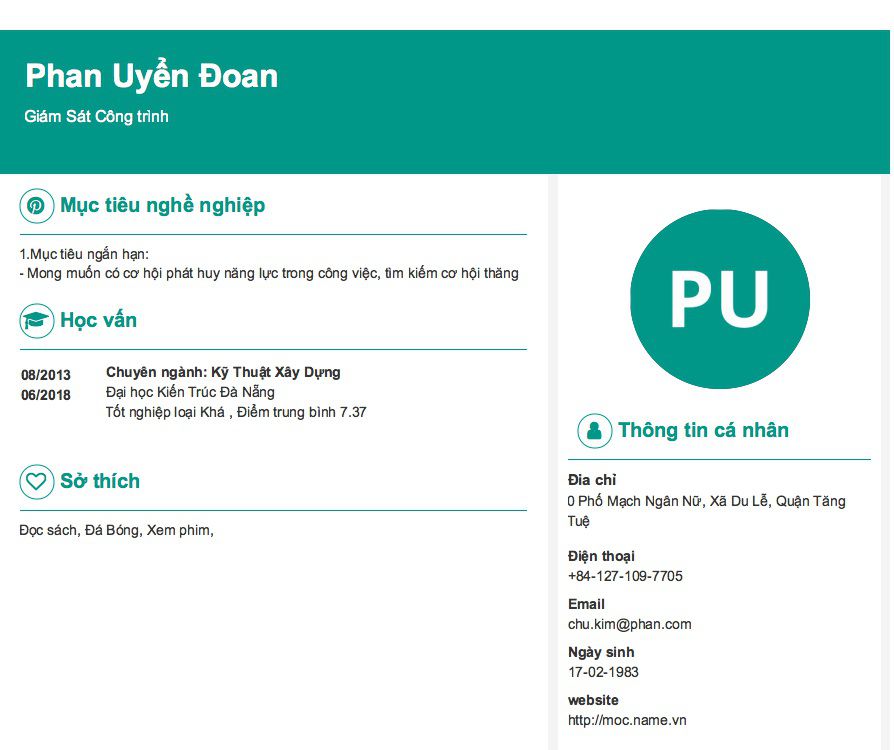 Phan Uyển Đoan
Giám Sát Công trình
Mục tiêu nghề nghiệp
1.Mục tiêu ngắn hạn:
- Mong muốn có cơ hội phát huy năng lực trong công việc, tìm kiếm cơ hội thăng
Học vấn
08/2013
06/2018
Chuyên ngành: Kỹ Thuật Xây Dựng
Đại học Kiến Trúc Đà Nẵng
Tốt nghiệp loại Khá , Điểm trung bình 7.37
Sở thích
Đọc sách, Đá Bóng, Xem phim,
PU
Thông tin cá nhân
Đia chỉ
0 Phố Mạch Ngân Nữ, Xã Du Lễ, Quận Tăng
Tuệ
Điện thoại
+84-127-109-7705
Email
chu.kim@phan.com
Ngày sinh
17-02-1983
website
http://moc.name.vn